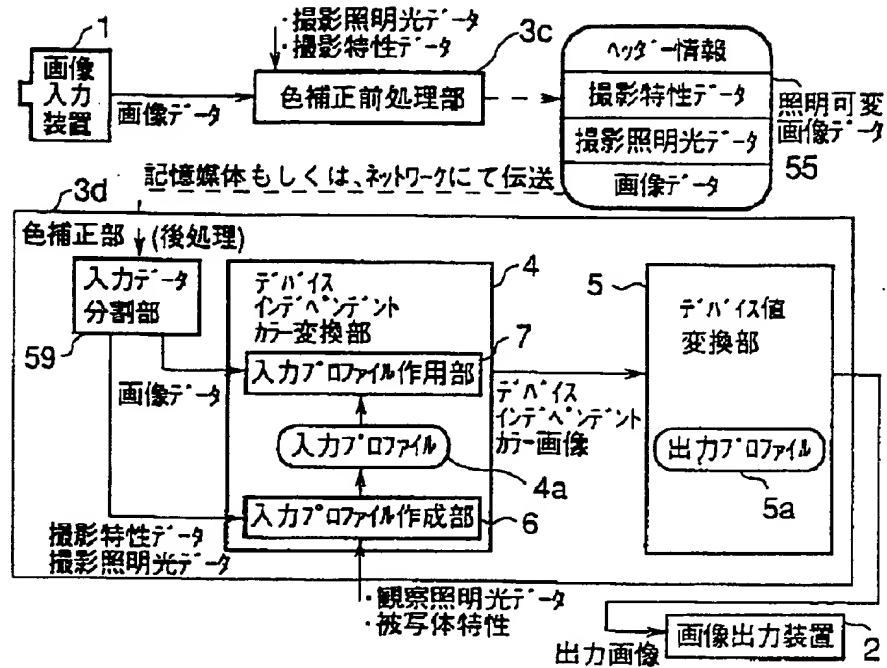 1
画像
入力
装置
画像データ
・撮影照明光データ
・撮影特性データ
3c
色補正前処理部
ヘッダー情報
撮影特性データ
撮影照明光データ
画像データ
照明可変
画像データ
55
記憶媒体もしくは、ネットワークにて伝送
3d
色補正部
(後処理)
入力データ
分割部
59
画像データ
デバイス
インデペンデント
カラー変換部
4
7
入力プロファイル作用部
入力プロファイル
4a
入力プロファイル作成部
6
撮影特性データ
撮影照明光データ
・観察照明光データ
・被写体特性
デバイス
インデペンデント
カラー画像
5
デバイス値
変換部
出力プロファイル
5a
出力画像
画像出力装置
2